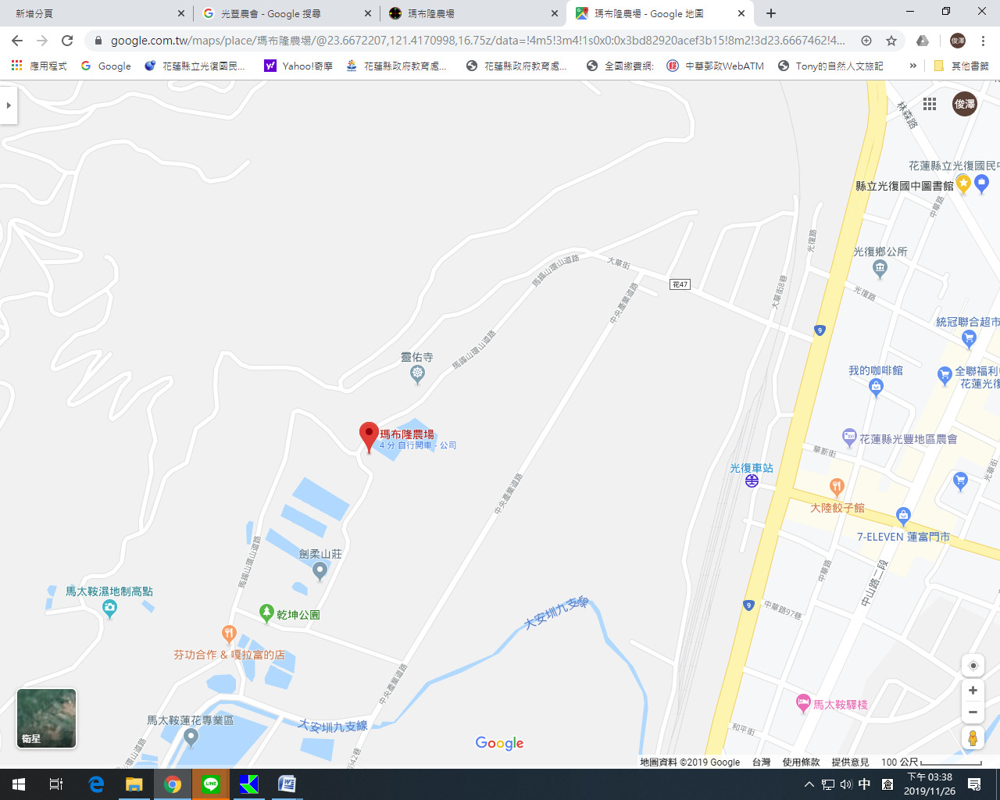 新增分頁
光豐農會 - Google 搜尋
瑪布隆農場
瑪布隆農場 - Google 地圖
google.com.tw/maps/place/瑪布隆農場/@23.6672207,121.4170998,16.75z/data=!4m5!3m4!1s0x0:0x3bd82920acef3b15!8m2!3d23.6667462!4...
俊澤
應用程式
Google
花蓮縣立光復國民...
Yahoo!奇摩
花蓮縣政府教育處...
花蓮縣政府教育處...
全國繳費網:
中華郵政WebATM
Tony的自然人文旅記
»
其他書籤
俊澤
林森路
花蓮縣立光復國民中
縣立光復國中圖書館
中華路
光復路
光復鄉公所
馬錫山環山道路
大華街
花47
大華街8巷
中央產業道路
光復路
9
統冠聯合超市
靈佑寺
馬錫山環山道路
我的咖啡館
全聯福利中
花蓮光復
瑪布隆農場
4 分 自行開車 - 公司
花蓮縣光豐地區農會
華新街
光復車站
光華街
中央產業道路
大陸餃子館
7-ELEVEN 蓮富門市
劍柔山莊
馬錫山環山道路
中華路
中山路二段
馬太鞍濕地制高點
9
中華路97巷
大安圳九支線
乾坤公園
芬功合作 & 嘎拉富的店
中央產業道路
馬太鞍驛棧
馬太鞍蓮花專業區
大安圳九支線
和平街
衛星
Google
地圖資料 ©2019 Google
台灣
使用條款
提供意見
100 公尺
LINE
中
倉
下午 03:38
2019/11/26